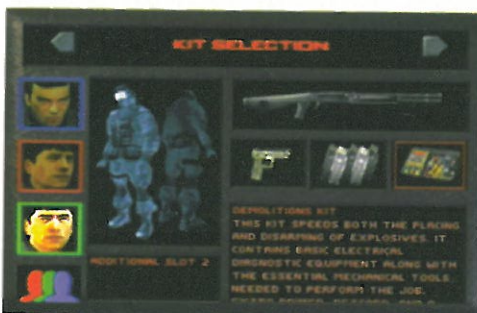 KIT SELECTION
ADDITIONAL SLOT 2
DEMOLITIONS KIT
THIS KIT SPEEDS BOTH THE PLACING
AND DISARMING OF EXPLOSIVES. IT
CONTAINS BASIC ELECTRICAL
DIAGNOSTIC EQUIPMENT ALONG WITH
THE ESSENTIAL MECHANICAL TOOLS
NEEDED TO PERFORM THE JOB.